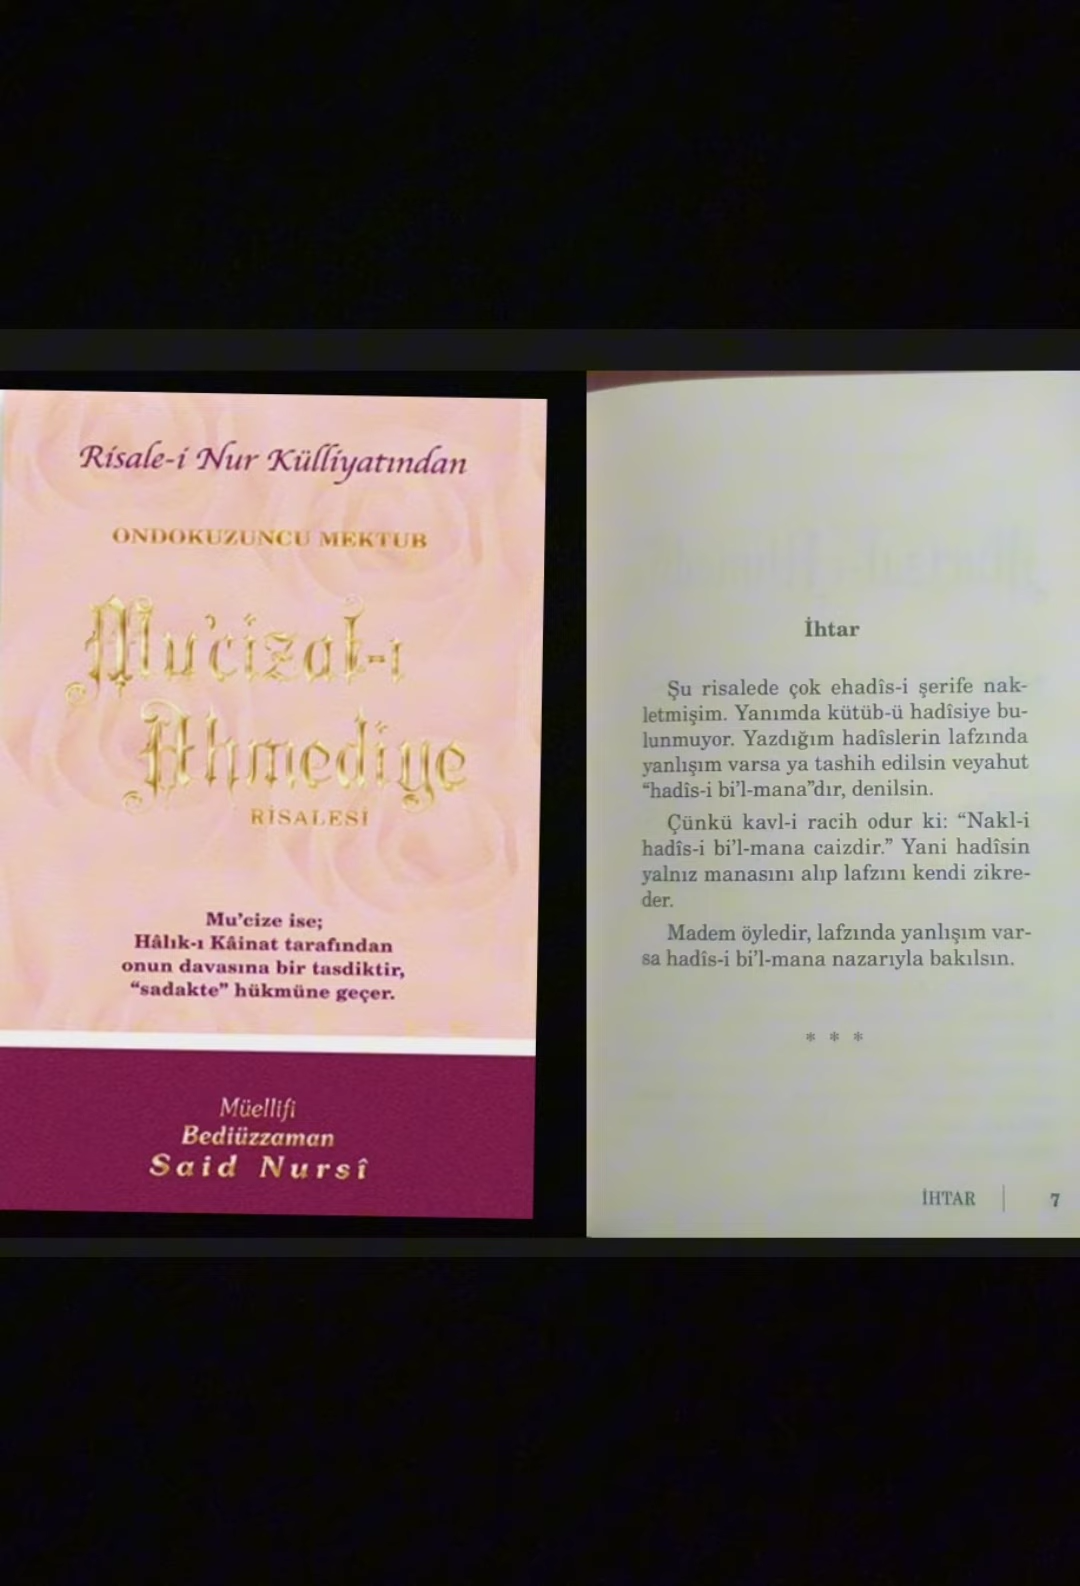 Risale-i Nur Külliyatından
ONDOKUZUNCU MEKTUB
Mu'cizat-ı
Ahmediye
RİSALESİ
Mu'cize ise;
Hâlık-ı Kâinat tarafından
onun davasına bir tasdiktir,
"sadakte" hükmüne geçer.
Müellifi
Bediüzzaman
Said Nursî
İhtar
Şu risalede çok ehadîs-i şerife nak-
letmişim. Yanımda kütüb-ü hadîsiye bu-
lunmuyor. Yazdığım hadîslerin lafzında
yanlışım varsa ya tashih edilsin veyahut
"hadîs-i bi'l-mana"dır, denilsin.
Çünkü kavl-i racih odur ki: "Nakl-i
hadîs-i bi'l-mana caizdir." Yani hadîsin
yalnız manasını alıp lafzını kendi zikre-
der.
Madem öyledir, lafzında yanlışım var-
sa hadîs-i bi'l-mana nazarıyla bakılsın.
* * *
İHTAR | 7